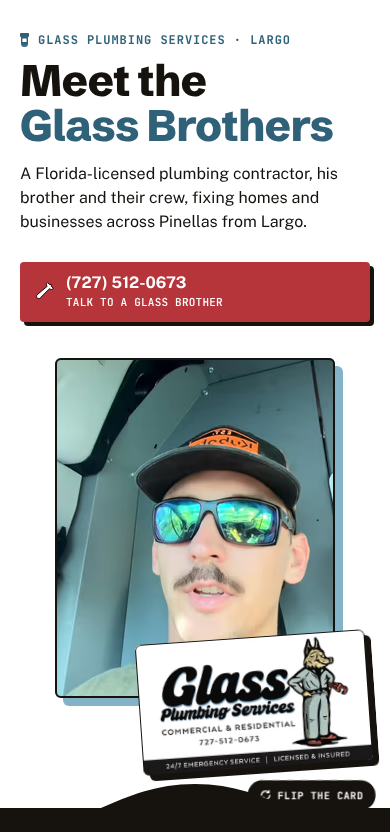 GLASS PLUMBING SERVICES · LARGO
Meet the
Glass Brothers
A Florida-licensed plumbing contractor, his
brother and their crew, fixing homes and
businesses across Pinellas from Largo.
(727) 512-0673
TALK TO A GLASS BROTHER
Glass
Plumbing Services
COMMERCIAL & RESIDENTIAL
727-512-0673
24/7 EMERGENCY SERVICE | LICENSED & INSURED
FLIP THE CARD